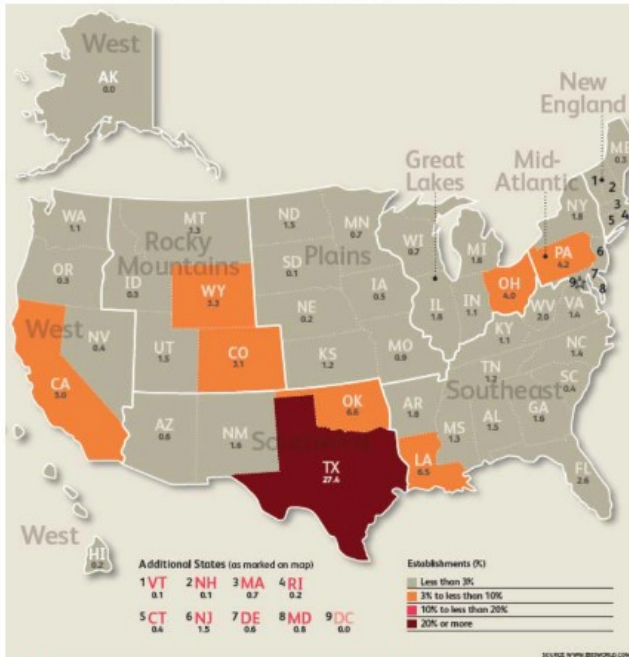 West
AK
0.0
New
England
Great
Lakes
Mid-
Atlantic
ME
0.3
1
2
3
4
5
WA
1.1
MT
1.3
ND
1.5
MN
0.7
NY
1.8
OR
0.3
ID
0.3
Rocky
Mountains
SD
0.1
Plains
WI
0.7
MI
1.6
PA
4.2
6
WY
3.3
IA
0.5
OH
4.0
7
8
9
West
NV
0.4
UT
1.5
CO
3.1
NE
0.2
IL
1.8
IN
1.1
WV
2.0
VA
1.4
KS
1.2
MO
0.9
KY
1.1
CA
5.0
TN
1.2
NC
1.4
AZ
0.6
NM
1.6
OK
6.6
AR
1.8
Southeast
SC
0.4
MS
1.3
AL
1.5
GA
1.6
TX
27.4
LA
6.5
FL
2.6
West
HI
0.2
Additional States (as marked on map)
1 VT 2 NH 3 MA 4 RI
0.1 0.1 0.7 0.2
5 CT 6 NJ 7 DE 8 MD 9 DC
0.4 1.5 0.6 0.8 0.0
Establishments (%)
Less than 3%
3% to less than 10%
10% to less than 20%
20% or more
SOURCE: WWW.IBISWORLD.COM